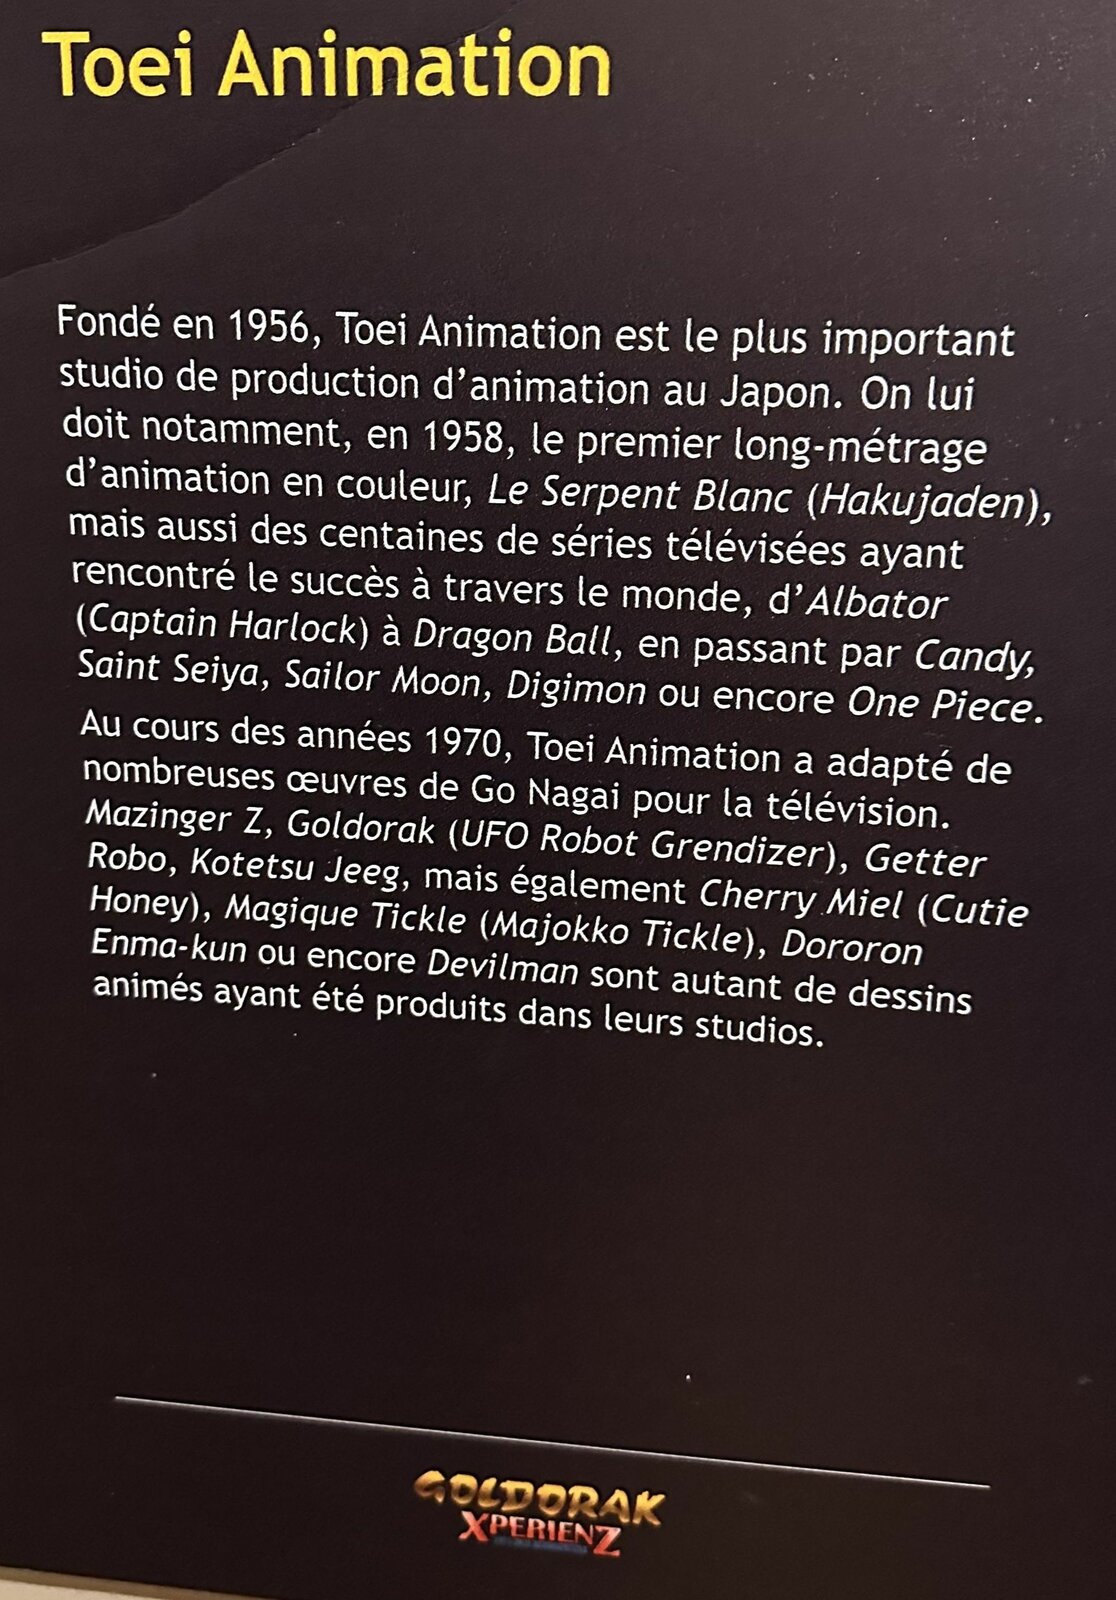 Toei Animation
Fondé en 1956, Toei Animation est le plus important
studio de production d’animation au Japon. On lui
doit notamment, en 1958, le premier long-métrage
d’animation en couleur, Le Serpent Blanc (Hakujaden),
mais aussi des centaines de séries télévisées ayant
rencontré le succès à travers le monde, d’Albator
(Captain Harlock) à Dragon Ball, en passant par Candy,
Saint Seiya, Sailor Moon, Digimon ou encore One Piece.
Au cours des années 1970, Toei Animation a adapté de
nombreuses œuvres de Go Nagai pour la télévision.
Mazinger Z, Goldorak (UFO Robot Grendizer), Getter
Robo, Kotetsu Jeeg, mais également Cherry Miel (Cutie
Honey), Magique Tickle (Majokko Tickle), Dororon
Enma-kun ou encore Devilman sont autant de dessins
animés ayant été produits dans leurs studios.
GOLDORAK
XPERIENZ